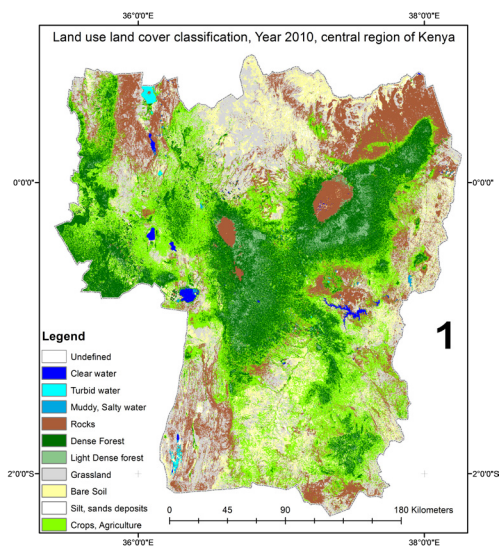 36°0'0"E 38°0'0"E
Land use land cover classification, Year 2010, central region of Kenya
0°0'0" 0°0'0"
1
Legend
Undefined
Clear water
Turbid water
Muddy, Salty water
Rocks
Dense Forest
Light Dense forest
Grassland
Bare Soil
Silt, sands deposits
Crops, Agriculture
2°0'0"S 2°0'0"S
0 45 90 180 Kilometers
36°0'0"E 38°0'0"E